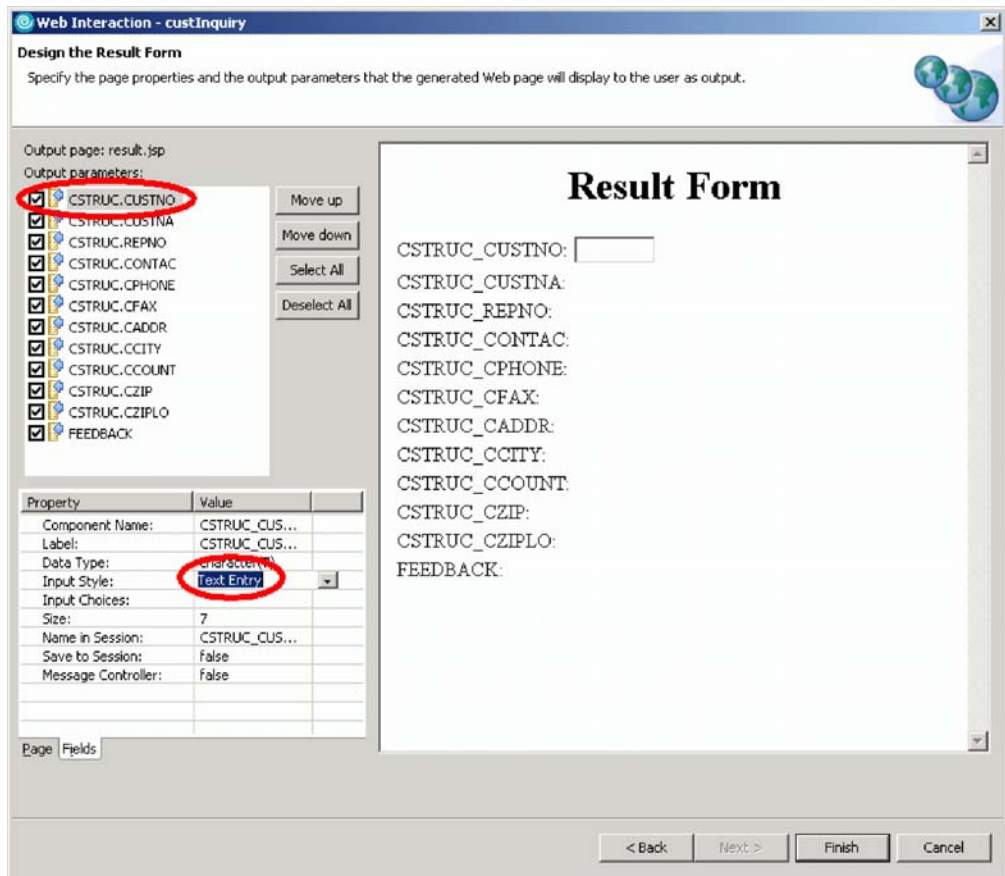 Web Interaction - custInquiry
Design the Result Form
Specify the page properties and the output parameters that the generated Web page will display to the user as output.
Output page: result.jsp
Output parameters:
CSTRUC.CUSTNO
CSTRUC.CUSTNA
CSTRUC.REPNO
CSTRUC.CONTAC
CSTRUC.CPHONE
CSTRUC.CFAX
CSTRUC.CADDR
CSTRUC.CCITY
CSTRUC.CCOUNT
CSTRUC.CZIP
CSTRUC.CZIPLO
FEEDBACK
Move up
Move down
Select All
Deselect All
Property Value
Component Name: CSTRUC_CUS...
Label: CSTRUC_CUS...
Data Type: Character(7)
Input Style: Text Entry
Input Choices:
Size: 7
Name in Session: CSTRUC_CUS...
Save to Session: false
Message Controller: false
Page Fields
Result Form
CSTRUC_CUSTNO:
CSTRUC_CUSTNA:
CSTRUC_REPNO:
CSTRUC_CONTAC:
CSTRUC_CPHONE:
CSTRUC_CFAX:
CSTRUC_CADDR:
CSTRUC_CCITY:
CSTRUC_CCOUNT:
CSTRUC_CZIP:
CSTRUC_CZIPLO:
FEEDBACK:
< Back Next > Finish Cancel